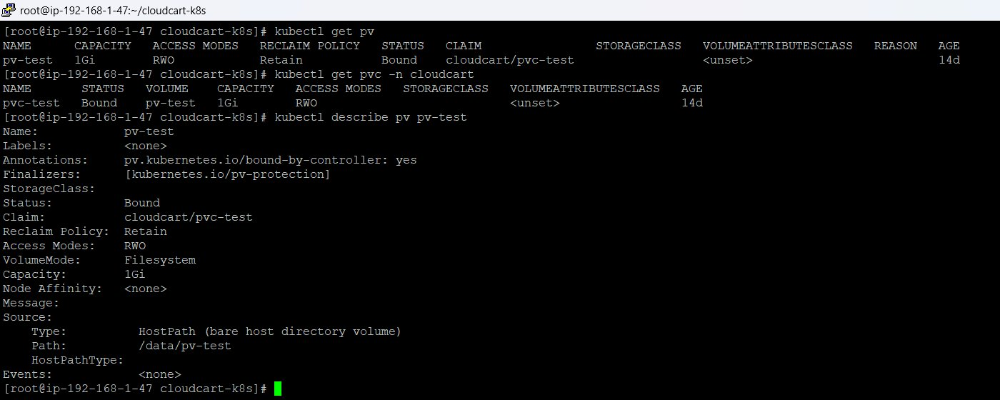 root@ip-192-168-1-47:~/cloudcart-k8s
[root@ip-192-168-1-47 cloudcart-k8s]# kubectl get pv
NAME      CAPACITY   ACCESS MODES   RECLAIM POLICY   STATUS   CLAIM                STORAGECLASS   VOLUMEATTRIBUTESCLASS   REASON   AGE
pv-test   1Gi        RWO            Retain           Bound    cloudcart/pvc-test                  <unset>                          14d
[root@ip-192-168-1-47 cloudcart-k8s]# kubectl get pvc -n cloudcart
NAME       STATUS   VOLUME    CAPACITY   ACCESS MODES   STORAGECLASS   VOLUMEATTRIBUTESCLASS   AGE
pvc-test   Bound    pv-test   1Gi        RWO                           <unset>                 14d
[root@ip-192-168-1-47 cloudcart-k8s]# kubectl describe pv pv-test
Name:            pv-test
Labels:          <none>
Annotations:     pv.kubernetes.io/bound-by-controller: yes
Finalizers:      [kubernetes.io/pv-protection]
StorageClass:
Status:          Bound
Claim:           cloudcart/pvc-test
Reclaim Policy:  Retain
Access Modes:    RWO
VolumeMode:      Filesystem
Capacity:        1Gi
Node Affinity:   <none>
Message:
Source:
    Type:          HostPath (bare host directory volume)
    Path:          /data/pv-test
    HostPathType:
Events:            <none>
[root@ip-192-168-1-47 cloudcart-k8s]#